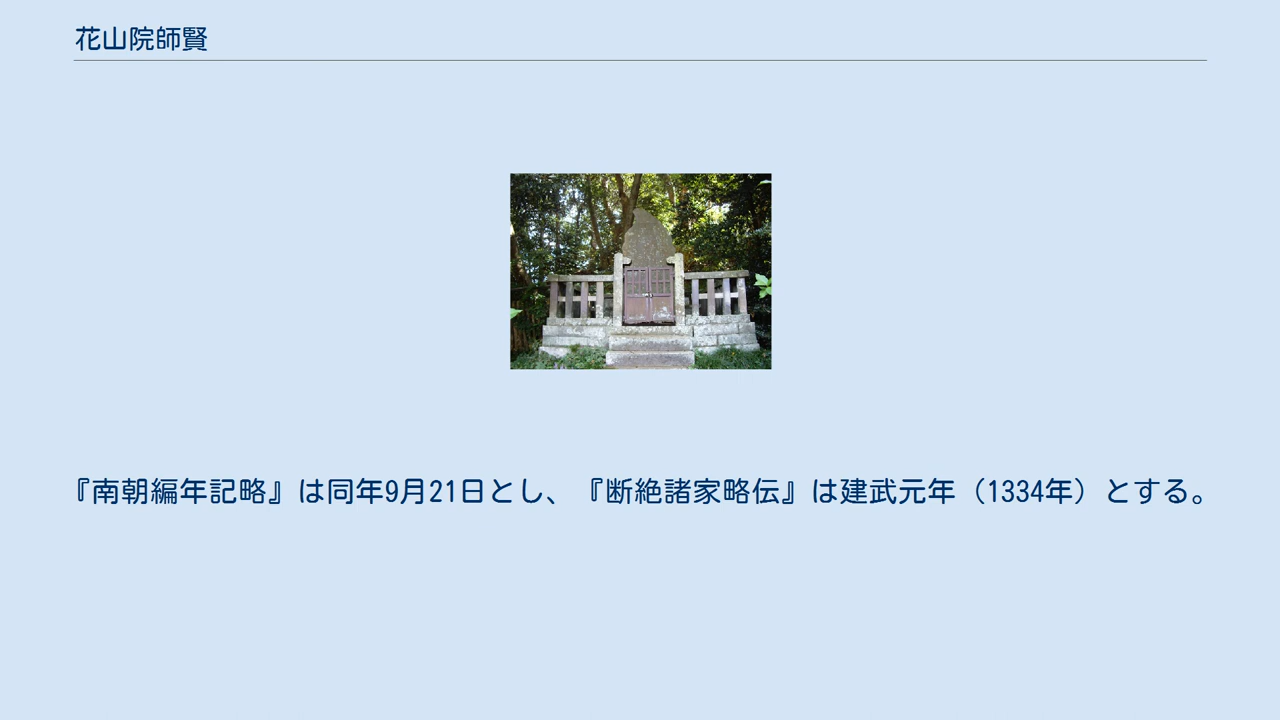 花山院師賢
『南朝編年記略』は同年9月21日とし、『断絶諸家略伝』は建武元年（1334年）とする。